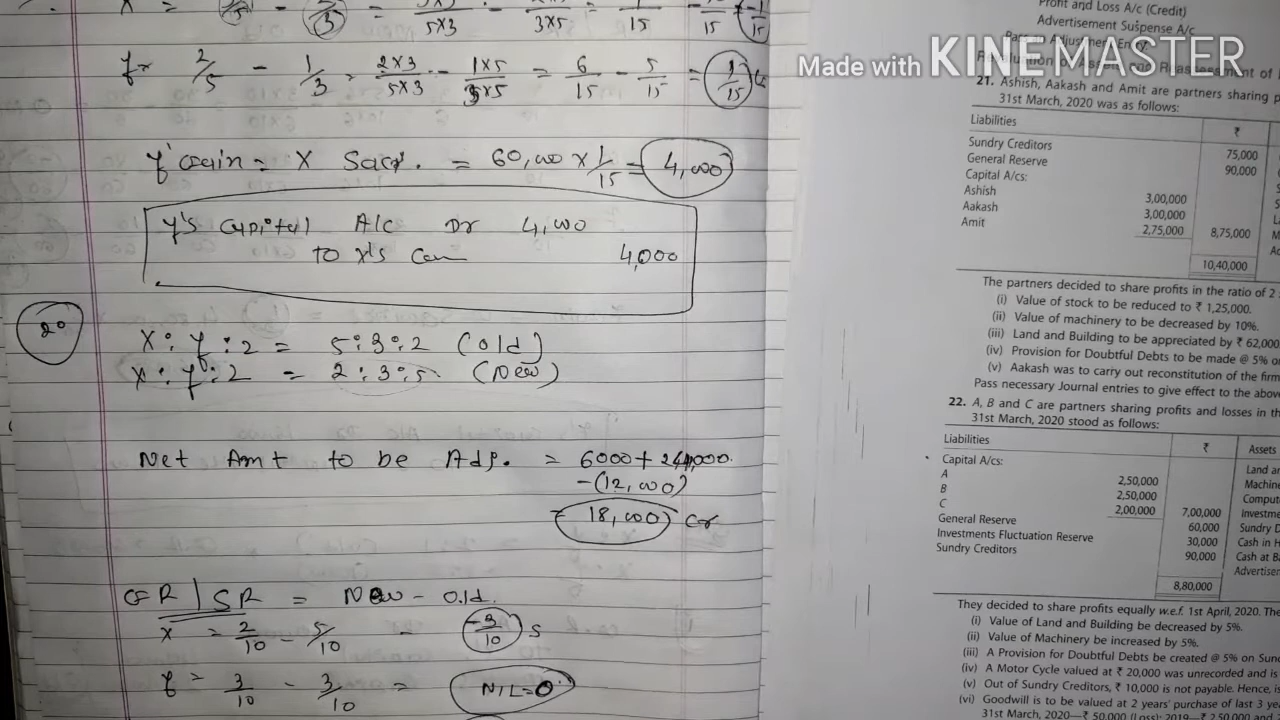 = 5×3 - 3×5 = 15 15 -1/15
2/5 - 1/3 = 2×3/5×3 - 1×5/3×5 = 6/15 - 5/15 = 1/15
= X Sacr. = 60,000 × 1/15 = 4,000
Y's Capital A/c Dr 4,000
To X's 4,000
20
X : Y : Z = 5:3:2 (Old)
X : Y : Z = 2:3:5 (New)
Net Amt to be Adj. = 6000 + 24,000
-(12,000)
= 18,000 Cr
GR | SR = New - Old
X = 2/10 - 5/10 = -3/10 S
Y = 3/10 - 3/10 = NIL=0
Made with KINEMASTER
Profit and Loss A/c (Credit)
Advertisement Suspense A/c
21. Ashish, Aakash and Amit are partners sharing
31st March, 2020 was as follows:
Liabilities ₹
Sundry Creditors 75,000
General Reserve 90,000
Capital A/cs:
Ashish 3,00,000
Aakash 3,00,000
Amit 2,75,000 8,75,000
10,40,000
The partners decided to share profits in the ratio of 2
(i) Value of stock to be reduced to ₹ 1,25,000.
(ii) Value of machinery to be decreased by 10%.
(iii) Land and Building to be appreciated by ₹ 62,000
(iv) Provision for Doubtful Debts to be made @ 5%
(v) Aakash was to carry out reconstitution of the firm
Pass necessary Journal entries to give effect to the
22. A, B and C are partners sharing profits and losses in
31st March, 2020 stood as follows:
Liabilities ₹ Assets
Capital A/cs: Land
A 2,50,000
B 2,50,000
C 2,00,000 7,00,000
General Reserve 60,000 Sundry
Investments Fluctuation Reserve 30,000 Cash in
Sundry Creditors 90,000 Cash at
8,80,000
They decided to share profits equally w.e.f. 1st April, 2020.
(i) Value of Land and Building be decreased by 5%.
(ii) Value of Machinery be increased by 5%.
(iii) A Provision for Doubtful Debts be created @ 5% on
(iv) A Motor Cycle valued at ₹ 20,000 was unrecorded and is
(v) Out of Sundry Creditors, ₹ 10,000 is not payable. Hence,
(vi) Goodwill is to be valued at 2 years' purchase of last 3
31st March, 2020—₹ 50,000 (Loss); 2019—₹ 2,50,000 and